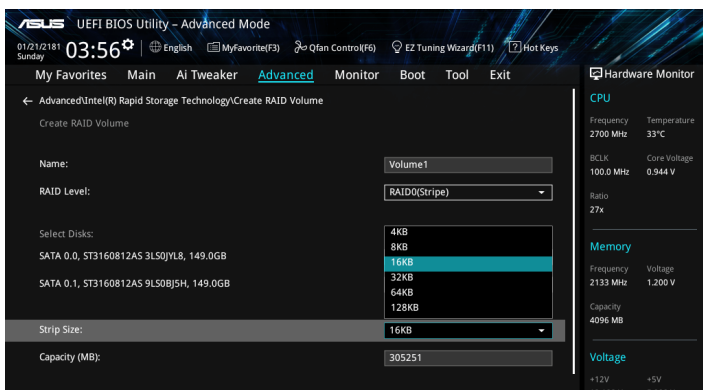 ASUS UEFI BIOS Utility – Advanced Mode
01/21/2181 Sunday 03:56 English MyFavorite(F3) Qfan Control(F6) EZ Tuning Wizard(F11) ? Hot Keys
My Favorites Main Ai Tweaker Advanced Monitor Boot Tool Exit
Hardware Monitor
← Advanced\Intel(R) Rapid Storage Technology\Create RAID Volume
Create RAID Volume
Name: Volume1
RAID Level: RAID0(Stripe)
Select Disks:
SATA 0.0, ST3160812AS 3LS0JYL8, 149.0GB
SATA 0.1, ST3160812AS 9LS0BJ5H, 149.0GB
4KB
8KB
16KB
32KB
64KB
128KB
Strip Size: 16KB
Capacity (MB): 305251
CPU
Frequency Temperature
2700 MHz 33°C
BCLK Core Voltage
100.0 MHz 0.944 V
Ratio
27x
Memory
Frequency Voltage
2133 MHz 1.200 V
Capacity
4096 MB
Voltage
+12V +5V